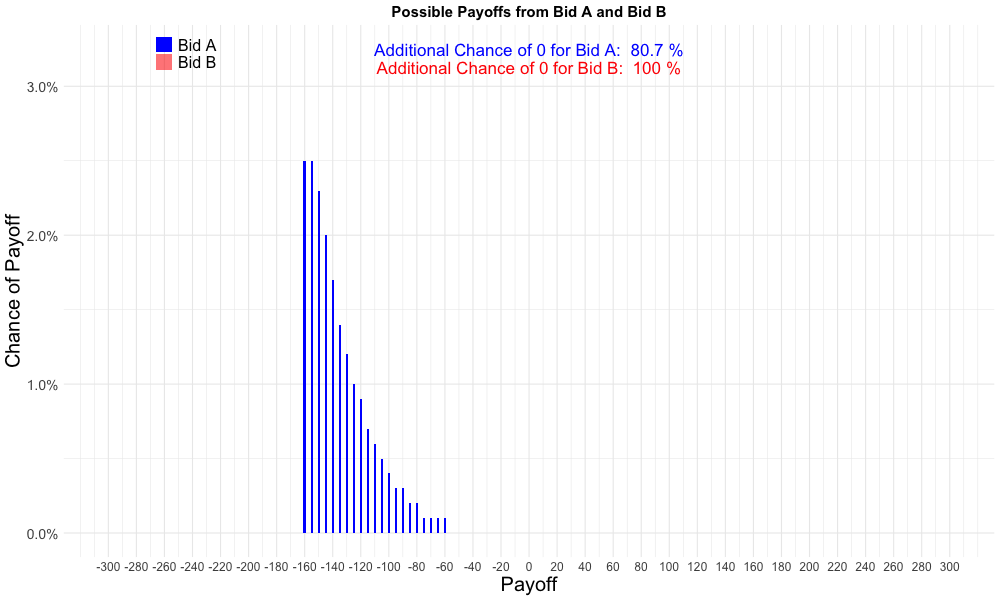 Possible Payoffs from Bid A and Bid B
Bid A
Bid B
Additional Chance of 0 for Bid A:  80.7 %
Additional Chance of 0 for Bid B:  100 %
Chance of Payoff
3.0%
2.0%
1.0%
0.0%
-300 -280 -260 -240 -220 -200 -180 -160 -140 -120 -100 -80 -60 -40 -20 0 20 40 60 80 100 120 140 160 180 200 220 240 260 280 300
Payoff